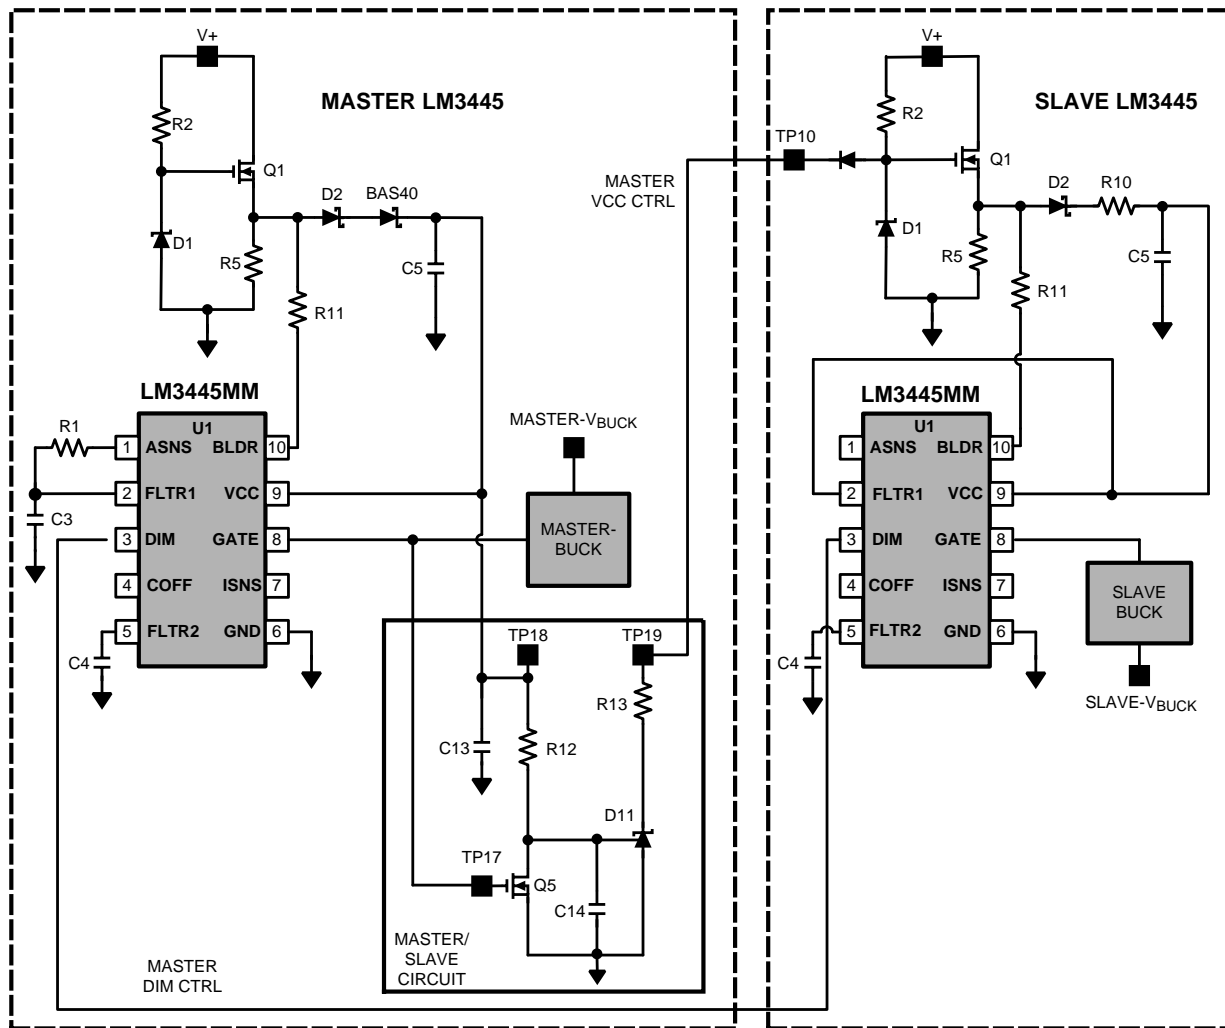 V+
MASTER LM3445
R2
Q1
D2
BAS40
D1
R5
C5
R11
LM3445MM
U1
R1
1 ASNS BLDR 10
2 FLTR1 VCC 9
C3
3 DIM GATE 8
4 COFF ISNS 7
5 FLTR2 GND 6
C4
MASTER-VBUCK
MASTER-
BUCK
TP18
TP19
R13
C13
R12
D11
TP17
Q5
C14
MASTER/
SLAVE
CIRCUIT
MASTER
DIM CTRL
MASTER
VCC CTRL
V+
SLAVE LM3445
R2
TP10
Q1
D2
R10
D1
R5
C5
R11
LM3445MM
U1
1 ASNS BLDR 10
2 FLTR1 VCC 9
3 DIM GATE 8
4 COFF ISNS 7
5 FLTR2 GND 6
C4
SLAVE
BUCK
SLAVE-VBUCK